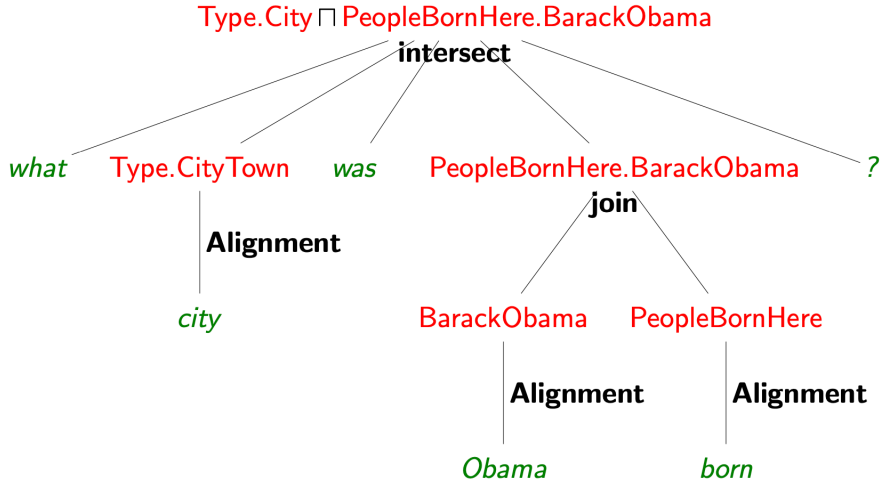 Type.City ⊓ PeopleBornHere.BarackObama
intersect
what Type.CityTown was PeopleBornHere.BarackObama ?
join
Alignment
city BarackObama PeopleBornHere
Alignment Alignment
Obama born